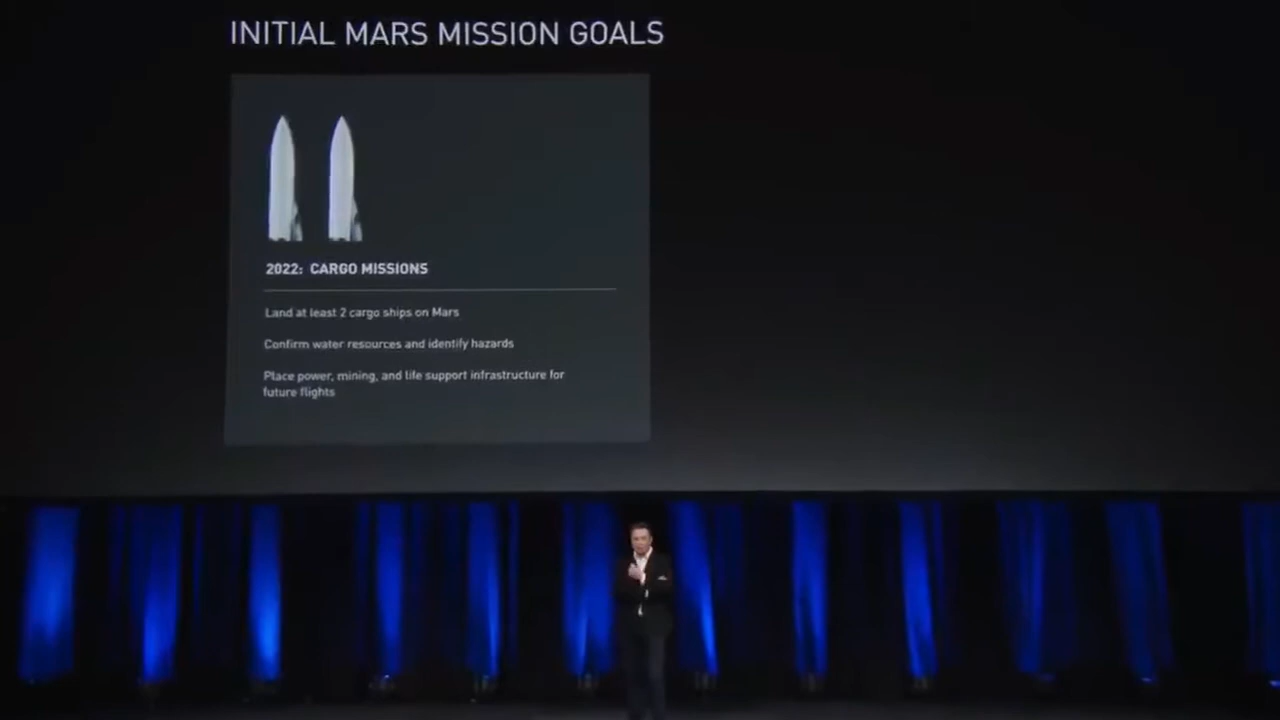 INITIAL MARS MISSION GOALS
2022: CARGO MISSIONS
Land at least 2 cargo ships on Mars
Confirm water resources and identify hazards
Place power, mining, and life support infrastructure for
future flights